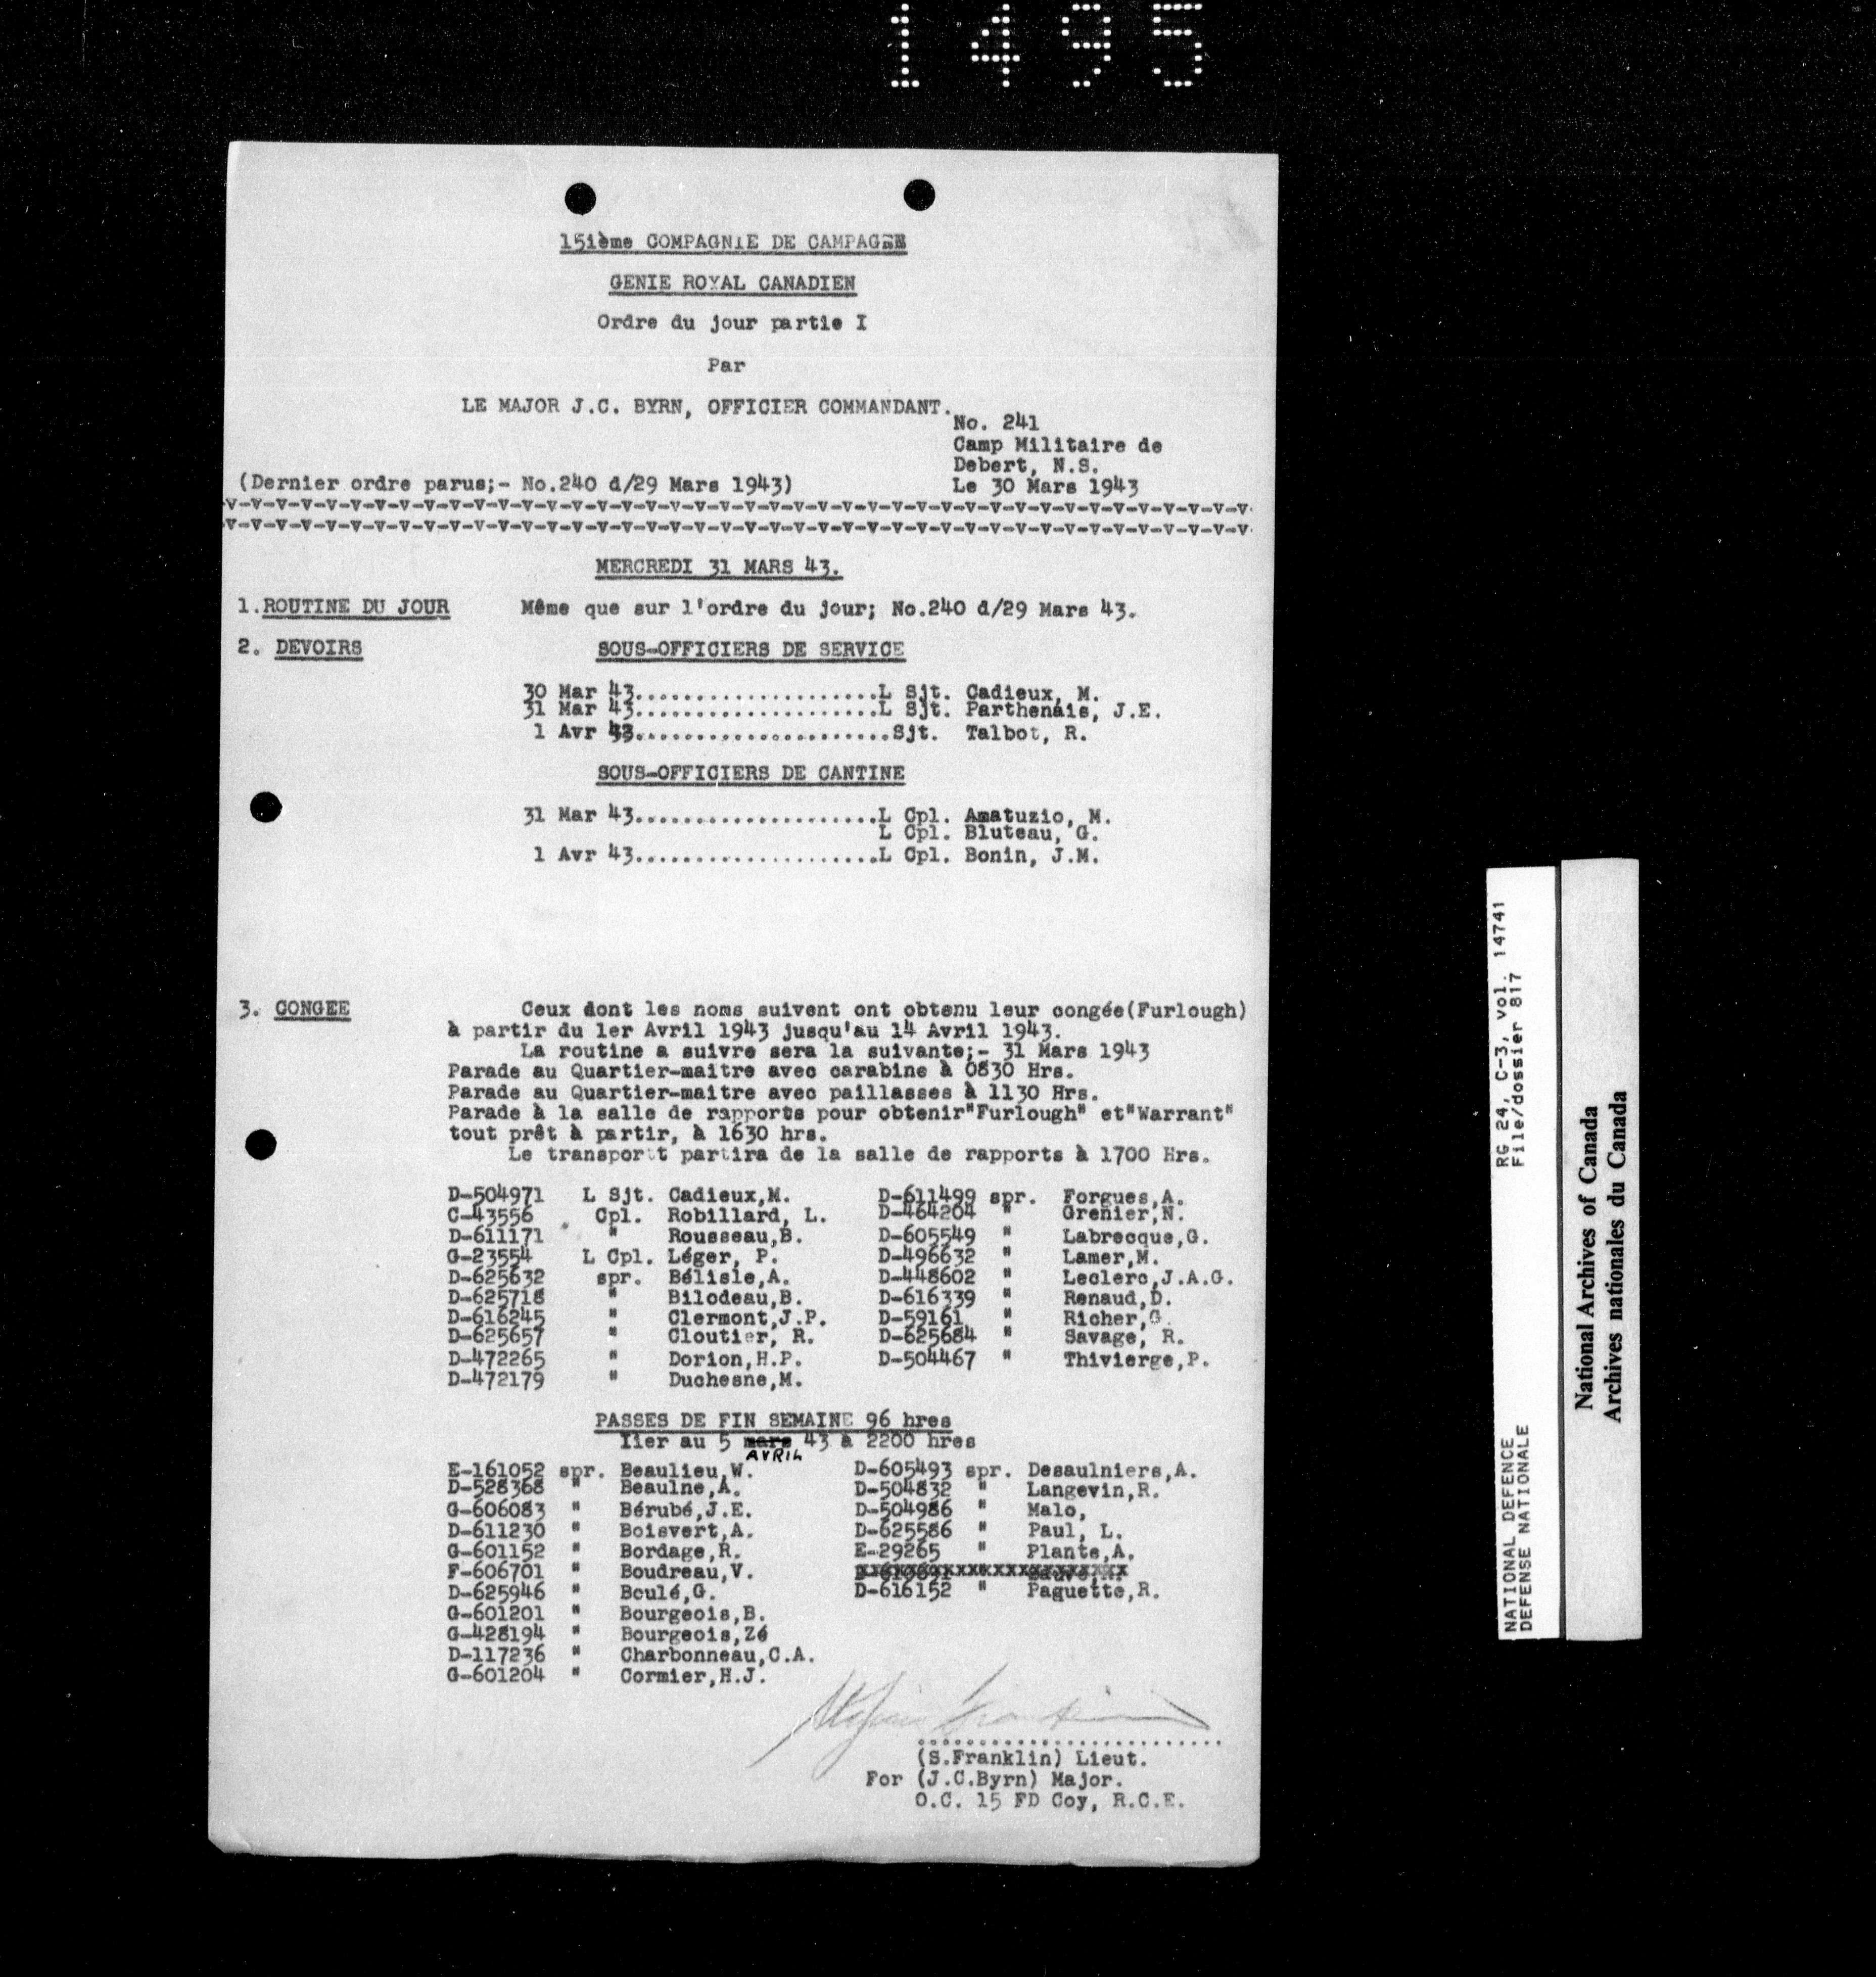 1495
15ième COMPAGNIE DE CAMPAGNE
GENIE ROYAL CANADIEN
Ordre du jour partie I
Par
LE MAJOR J.C. BYRN, OFFICIER COMMANDANT.
No. 241
Camp Militaire de
Debert, N.S.
(Dernier ordre parus;- No.240 d/29 Mars 1943) Le 30 Mars 1943
-V-V-V-V-V-V-V-V-V-V-V-V-V-V-V-V-V-V-V-V-V-V-V-V-V-V-V-V-V-V-V-V-V-V-V-V-V-V-V-V-V-V
-V-V-V-V-V-V-V-V-V-V-V-V-V-V-V-V-V-V-V-V-V-V-V-V-V-V-V-V-V-V-V-V-V-V-V-V-V-V-V-V-V-V
MERCREDI 31 MARS 43.
1.ROUTINE DU JOUR Même que sur l'ordre du jour; No.240 d/29 Mars 43.
2. DEVOIRS SOUS-OFFICIERS DE SERVICE
30 Mar 43....................L Sjt. Cadieux, M.
31 Mar 43....................L Sjt. Parthenais, J.E.
1 Avr 43.....................Sjt. Talbot, R.
SOUS-OFFICIERS DE CANTINE
31 Mar 43....................L Cpl. Amatuzio, M.
L Cpl. Bluteau, G.
1 Avr 43....................L Cpl. Bonin, J.M.
3. CONGEE Ceux dont les noms suivent ont obtenu leur congée(Furlough)
à partir du 1er Avril 1943 jusqu'au 14 Avril 1943.
La routine a suivre sera la suivante;- 31 Mars 1943
Parade au Quartier-maitre avec carabine à 0830 Hrs.
Parade au Quartier-maitre avec paillasses à 1130 Hrs.
Parade à la salle de rapports pour obtenir"Furlough" et"Warrant"
tout prêt à partir, à 1630 hrs.
Le transport partira de la salle de rapports à 1700 Hrs.
D-504971 L Sjt. Cadieux,M. D-611499 spr. Forgues,A.
C-43556 Cpl. Robillard, L. D-464204 " Grenier,N.
D-611171 " Rousseau,B. D-605549 " Labrecque,G.
G-23554 L Cpl. Léger, P. D-496632 " Lamer,M.
D-625632 spr. Bélisle,A. D-448602 " Leclerc,J.A.G.
D-625718 " Bilodeau,B. D-616339 " Renaud,D.
D-616245 " Clermont,J.P. D-59161 " Richer,G.
D-625657 " Cloutier, R. D-625684 " Savage, R.
D-472265 " Dorion,H.P. D-504467 " Thivierge,P.
D-472179 " Duchesne,M.
PASSES DE FIN SEMAINE 96 hres
1ier au 5 mars 43 à 2200 hres
AVRIL
E-161052 spr. Beaulieu,W. D-605493 spr. Desaulniers,A.
D-528368 " Beaulne,A. D-504832 " Langevin,R.
G-606083 " Bérubé,J.E. D-504986 " Malo,
D-611230 " Boisvert,A. D-625586 " Paul, L.
G-601152 " Bordage,R. E-29265 " Plante,A.
F-606701 " Boudreau,V.
D-625946 " Boulé,G. D-616152 " Paquette,R.
G-601201 " Bourgeois,B.
G-428194 " Bourgeois,Zé
D-117236 " Charbonneau,C.A.
G-601204 " Cormier,H.J.
(S.Franklin) Lieut.
For (J.C.Byrn) Major.
O.C. 15 FD Coy, R.C.E.
NATIONAL DEFENCE RG 24, C-3, vol. 14741
DEFENSE NATIONALE File/dossier 817
National Archives of Canada
Archives nationales du Canada